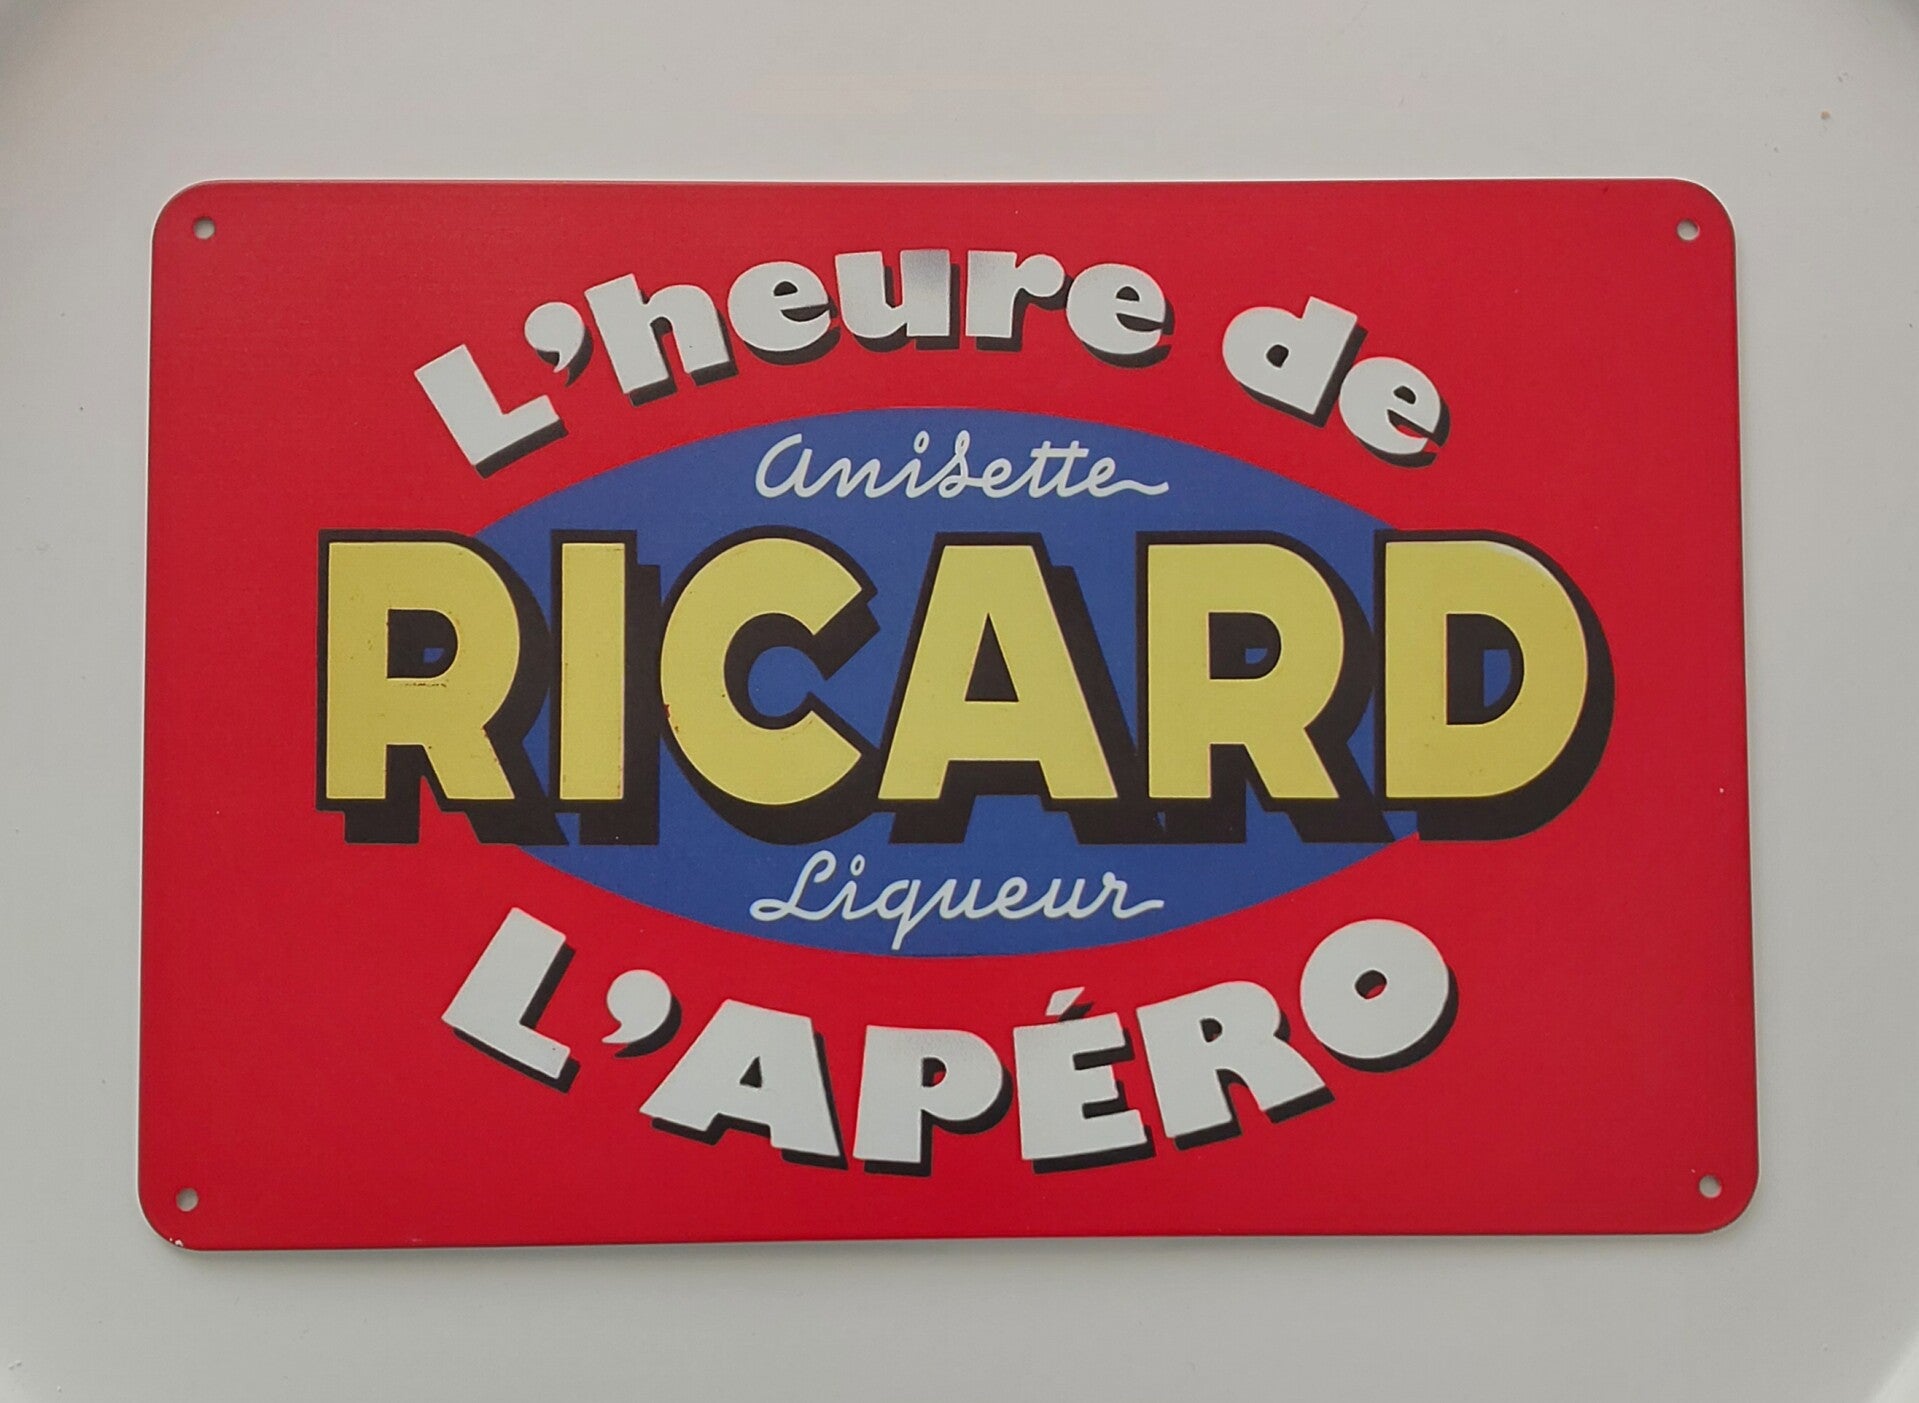 L'heure de
anisette
RICARD
Liqueur
L'APÉRO